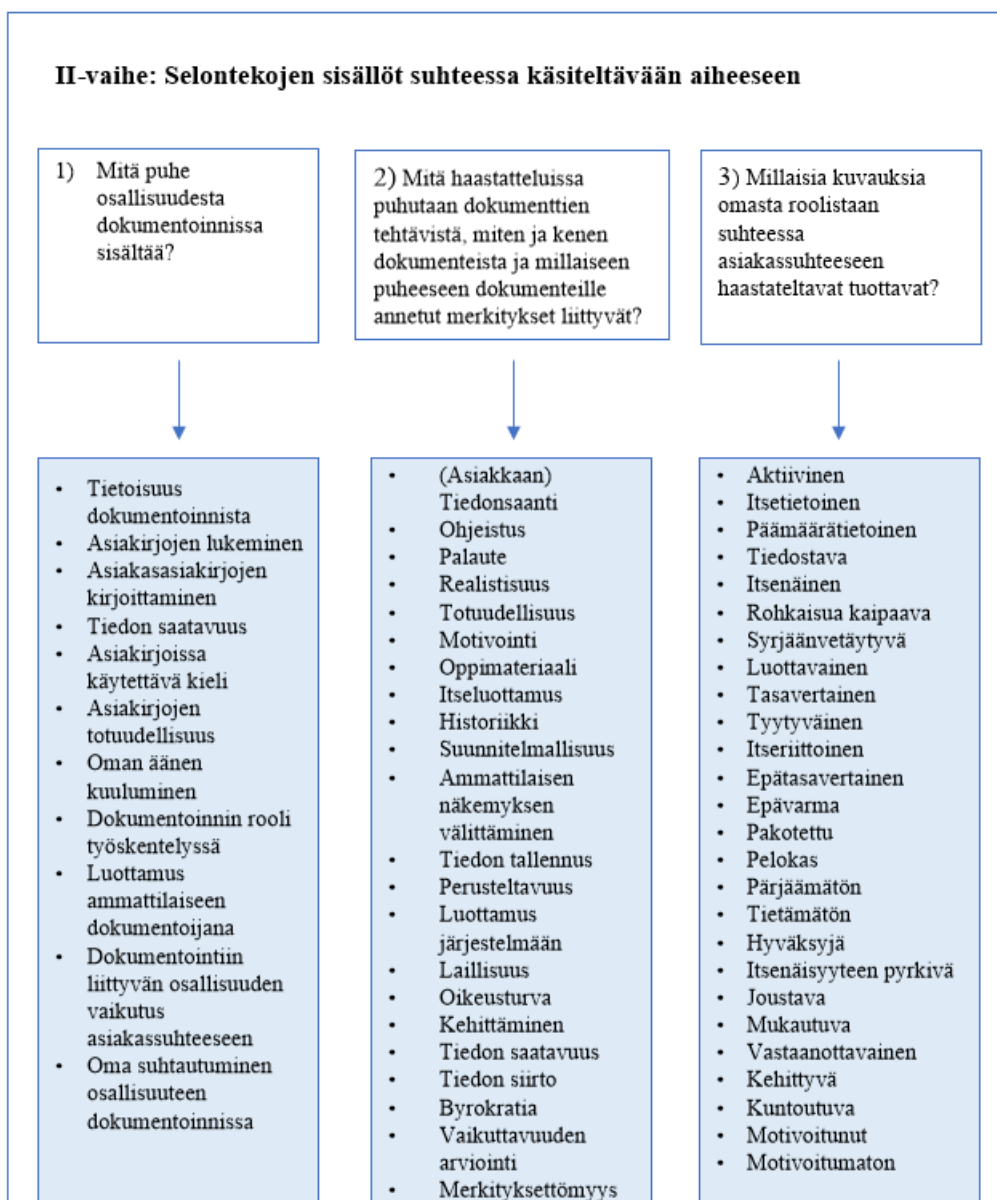 II-vaihe: Selontekojen sisällöt suhteessa käsiteltävään aiheeseen
1) Mitä puhe
osallisuudesta
dokumentoinnissa
sisältää?
2) Mitä haastatteluissa
puhutaan dokumenttien
tehtävistä, miten ja kenen
dokumenteista ja millaiseen
puheeseen dokumenteille
annetut merkitykset liittyvät?
3) Millaisia kuvauksia
omasta roolistaan
suhteessa
asiakassuhteeseen
haastateltavat tuottavat?
• Tietoisuus
dokumentoinnista
• Asiakirjojen lukeminen
• Asiakasasiakirjojen
kirjoittaminen
• Tiedon saatavuus
• Asiakirjoissa
käytettävä kieli
• Asiakirjojen
totuudellisuus
• Oman äänen
kuuluminen
• Dokumentoinnin rooli
työskentelyssä
• Luottamus
ammattilaiseen
dokumentoijana
• Dokumentointiin
liittyvän osallisuuden
vaikutus
asiakassuhteeseen
• Oma suhtautuminen
osallisuuteen
dokumentoinnissa
• (Asiakkaan)
Tiedonsaanti
• Ohjeistus
• Palaute
• Realistisuus
• Totuudellisuus
• Motivointi
• Oppimateriaali
• Itseluottamus
• Historiikki
• Suunnitelmallisuus
• Ammattilaisen
näkemyksen
välittäminen
• Tiedon tallennus
• Perusteltavuus
• Luottamus
järjestelmään
• Laillisuus
• Oikeusturva
• Kehittäminen
• Tiedon saatavuus
• Tiedon siirto
• Byrokratia
• Vaikuttavuuden
arviointi
• Merkityksettömyys
• Aktiivinen
• Itsetietoinen
• Päämäärätietoinen
• Tiedostava
• Itsenäinen
• Rohkaisua kaipaava
• Syrjäänvetäytyvä
• Luottavainen
• Tasavertainen
• Tyytyväinen
• Itseriittoinen
• Epätasavertainen
• Epävarma
• Pakotettu
• Pelokas
• Pärjäämätön
• Tietämätön
• Hyväksyjä
• Itsenäisyyteen pyrkivä
• Joustava
• Mukautuva
• Vastaanottavainen
• Kehittyvä
• Kuntoutuva
• Motivoitunut
• Motivoitumaton